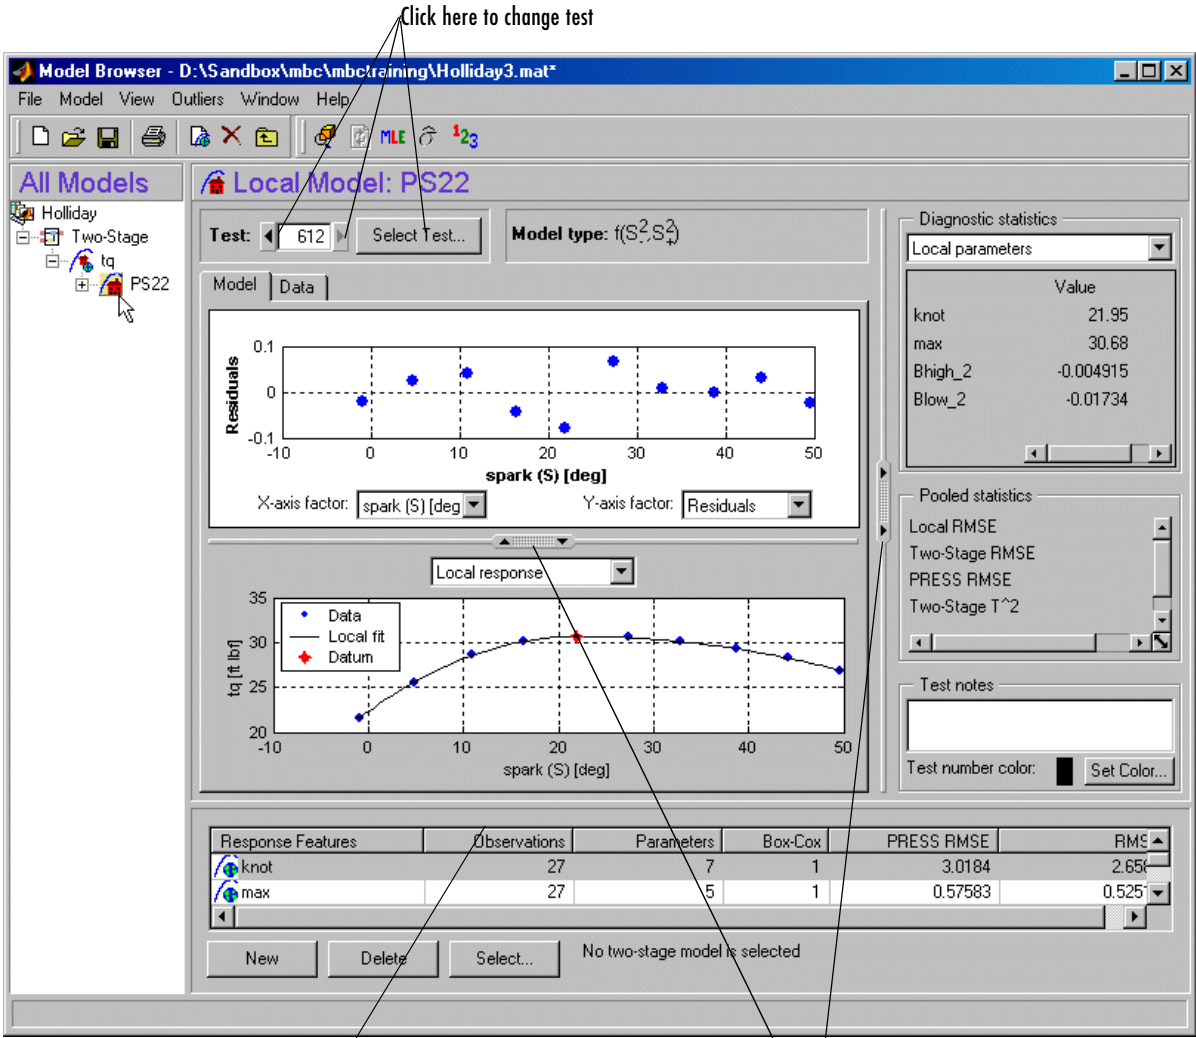 Click here to change test
Model Browser - D:\Sandbox\mbc\mbctraining\Holliday3.mat*
File Model View Outliers Window Help
MLE σ̂ 123
All Models
Local Model: PS22
Holliday
Two-Stage
tq
PS22
Test: 612 Select Test...
Model type: f(S²₋,S²₊)
Model Data
Residuals
0.1
0
-0.1
-10 0 10 20 30 40 50
spark (S) [deg]
X-axis factor: spark (S) [deg
Y-axis factor: Residuals
Local response
tq [ft lbf]
35
30
25
20
Data
Local fit
Datum
-10 0 10 20 30 40 50
spark (S) [deg]
Diagnostic statistics
Local parameters
Value
knot 21.95
max 30.68
Bhigh_2 -0.004915
Blow_2 -0.01734
Pooled statistics
Local RMSE
Two-Stage RMSE
PRESS RMSE
Two-Stage T^2
Test notes
Test number color: Set Color...
Response Features Observations Parameters Box-Cox PRESS RMSE
knot 27 7 1 3.0184
max 27 5 1 0.57583
New Delete Select... No two-stage model is selected